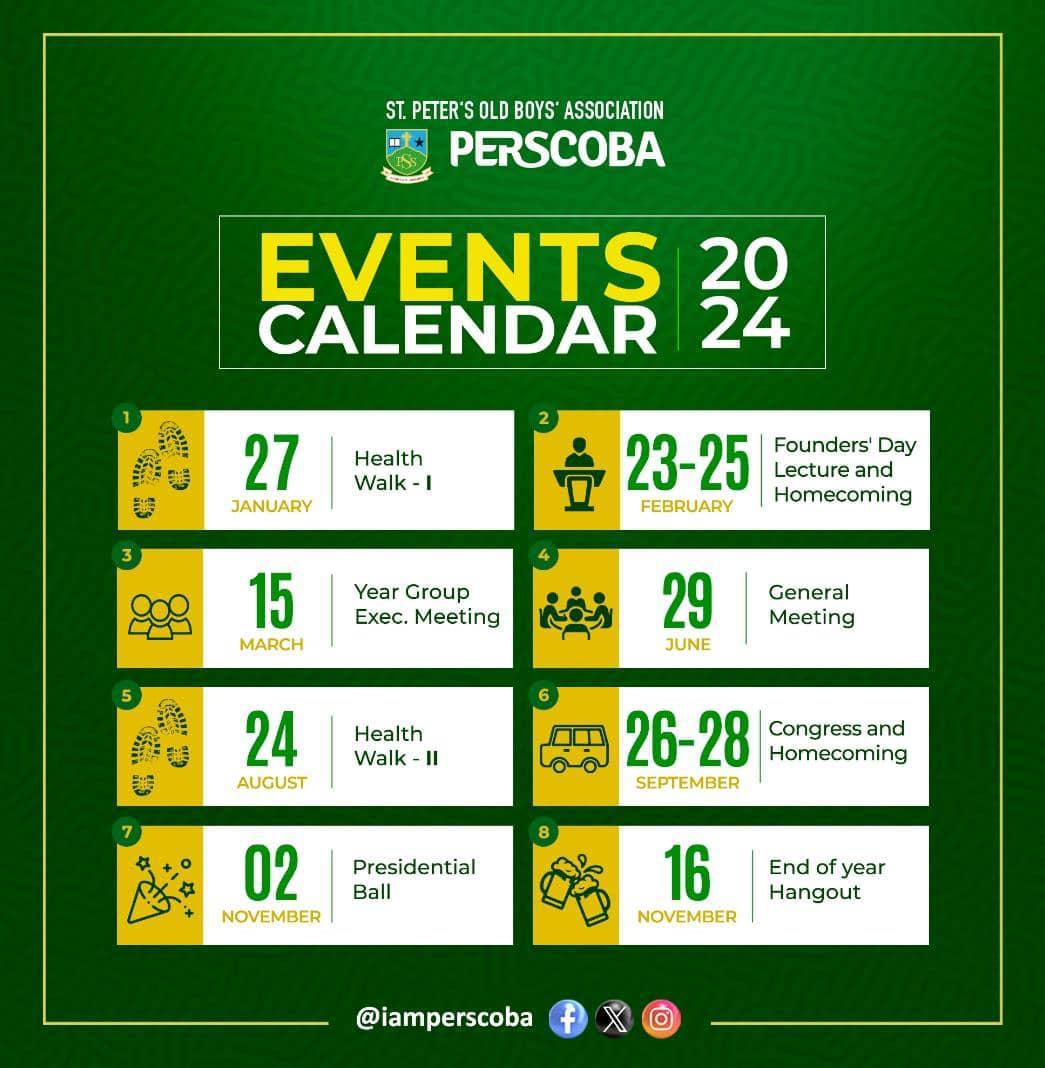 ST. PETER'S OLD BOYS' ASSOCIATION
PERSCOBA
PSS
EVENTS
CALENDAR
20
24
1
27
JANUARY
Health
Walk - I
2
23-25
FEBRUARY
Founders' Day
Lecture and
Homecoming
3
15
MARCH
Year Group
Exec. Meeting
4
29
JUNE
General
Meeting
5
24
AUGUST
Health
Walk - II
6
26-28
SEPTEMBER
Congress and
Homecoming
7
02
NOVEMBER
Presidential
Ball
8
16
NOVEMBER
End of year
Hangout
@iamperscoba